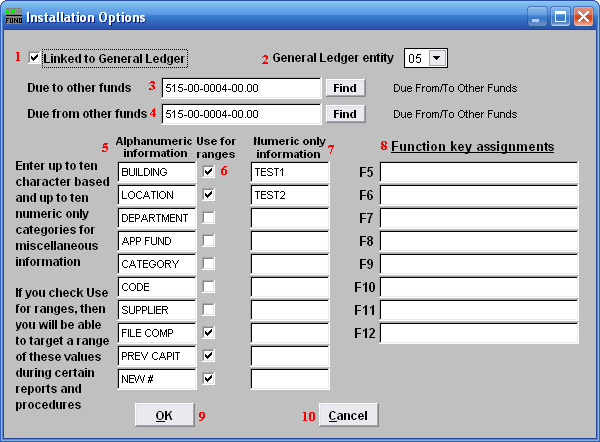 FUND Installation Options
1 Linked to General Ledger 2 General Ledger entity 05
Due to other funds 3 515-00-0004-00.00 Find Due From/To Other Funds
Due from other funds 4 515-00-0004-00.00 Find Due From/To Other Funds
5 Alphanumeric information Use for ranges Numeric only information 7 8 Function key assignments
Enter up to ten
character based
and up to ten
numeric only
categories for
miscellaneous
information
If you check Use
for ranges, then
you will be able
to target a range
of these values
during certain
reports and
procedures
BUILDING 6 TEST1 F5
LOCATION TEST2 F6
DEPARTMENT F7
APP FUND F8
CATEGORY F9
CODE F10
SUPPLIER F11
FILE COMP F12
PREV CAPIT
NEW #
OK 9 10 Cancel